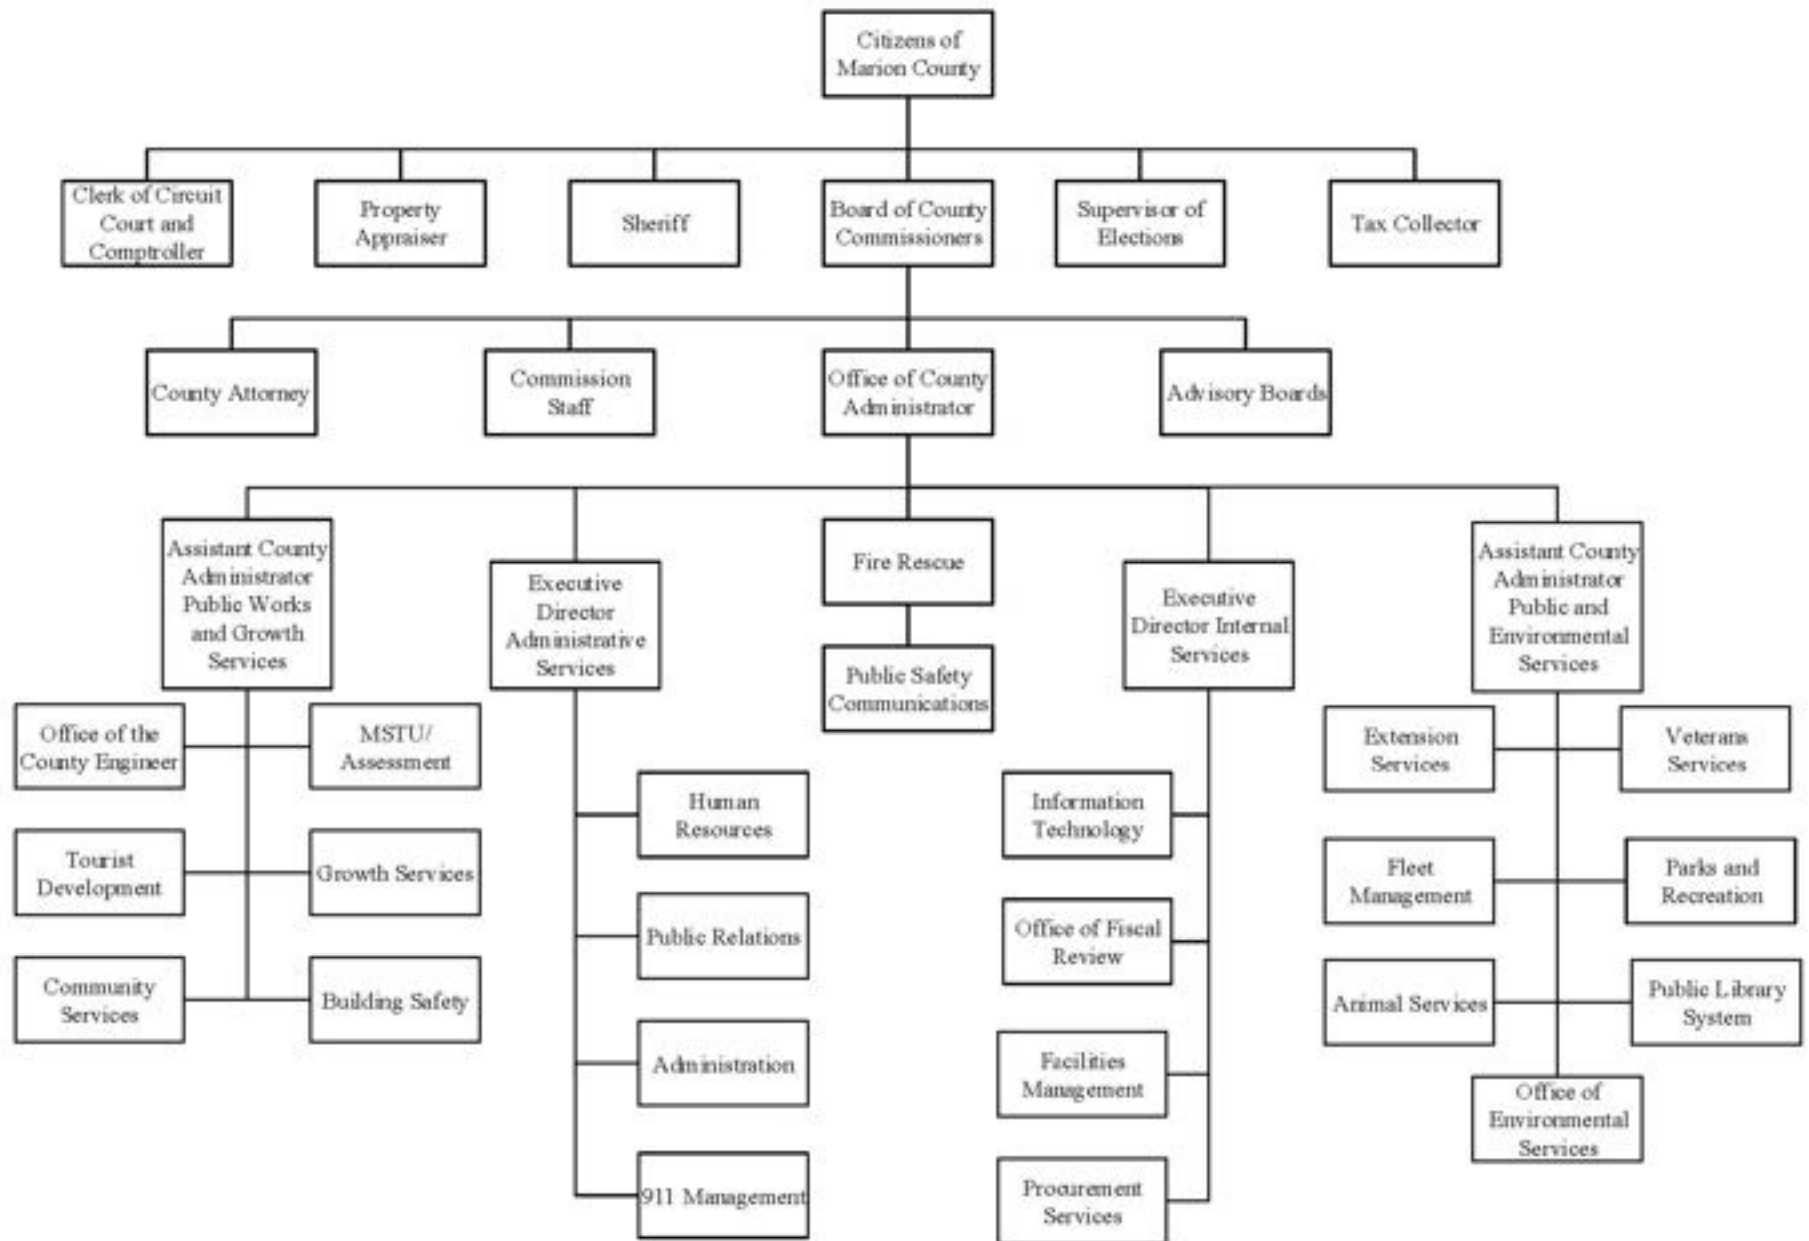 Citizens of
Marion County
Clerk of Circuit
Court and
Comptroller
Property
Appraiser
Sheriff
Board of County
Commissioners
Supervisor of
Elections
Tax Collector
County Attorney
Commission
Staff
Office of County
Administrator
Advisory Boards
Assistant County
Administrator
Public Works
and Growth
Services
Executive
Director
Administrative
Services
Fire Rescue
Public Safety
Communications
Executive
Director Internal
Services
Assistant County
Administrator
Public and
Environmental
Services
Office of the
County Engineer
MSTU/
Assessment
Tourist
Development
Growth Services
Community
Services
Building Safety
Human
Resources
Public Relations
Administration
911 Management
Information
Technology
Office of Fiscal
Review
Facilities
Management
Procurement
Services
Extension
Services
Veterans
Services
Fleet
Management
Parks and
Recreation
Animal Services
Public Library
System
Office of
Environmental
Services